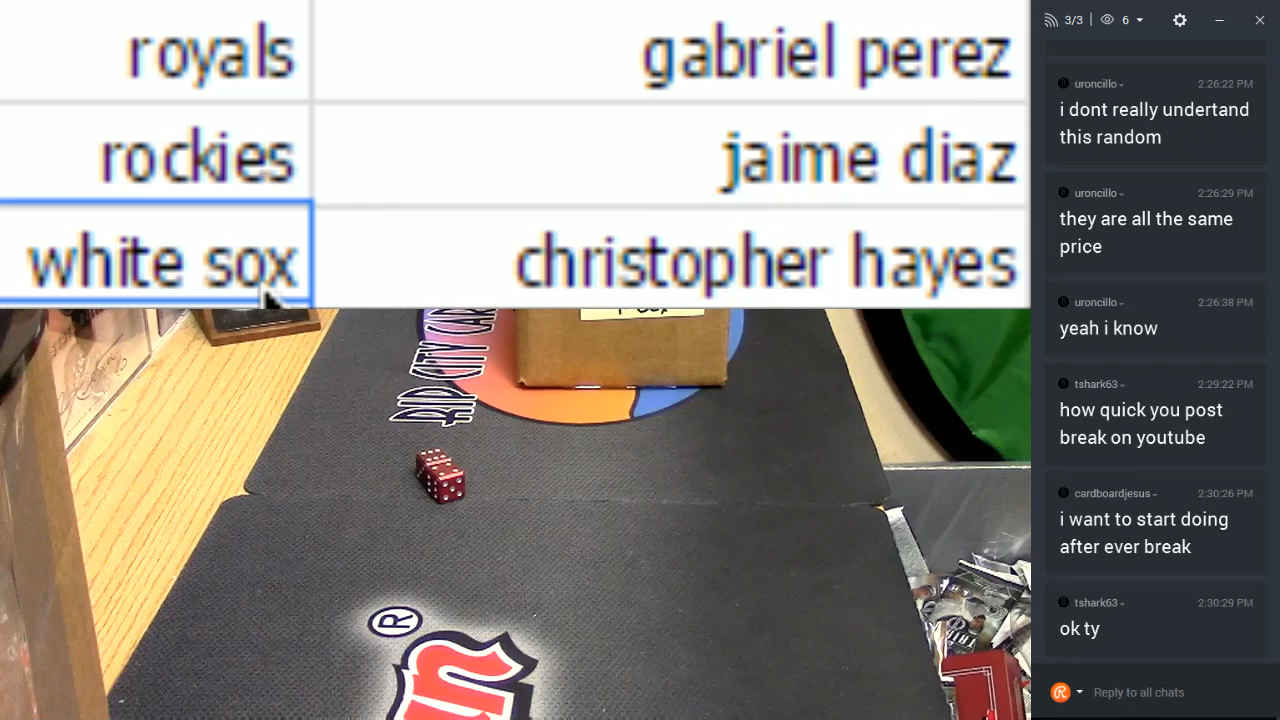 royals gabriel perez
rockies jaime diaz
white sox christopher hayes
RIP CITY CAR
®
3/3 6
uroncillo 2:26:22 PM
i dont really undertand
this random
uroncillo 2:26:29 PM
they are all the same
price
uroncillo 2:26:38 PM
yeah i know
tshark63 2:29:22 PM
how quick you post
break on youtube
cardboardjesus 2:30:26 PM
i want to start doing
after ever break
tshark63 2:30:29 PM
ok ty
Reply to all chats